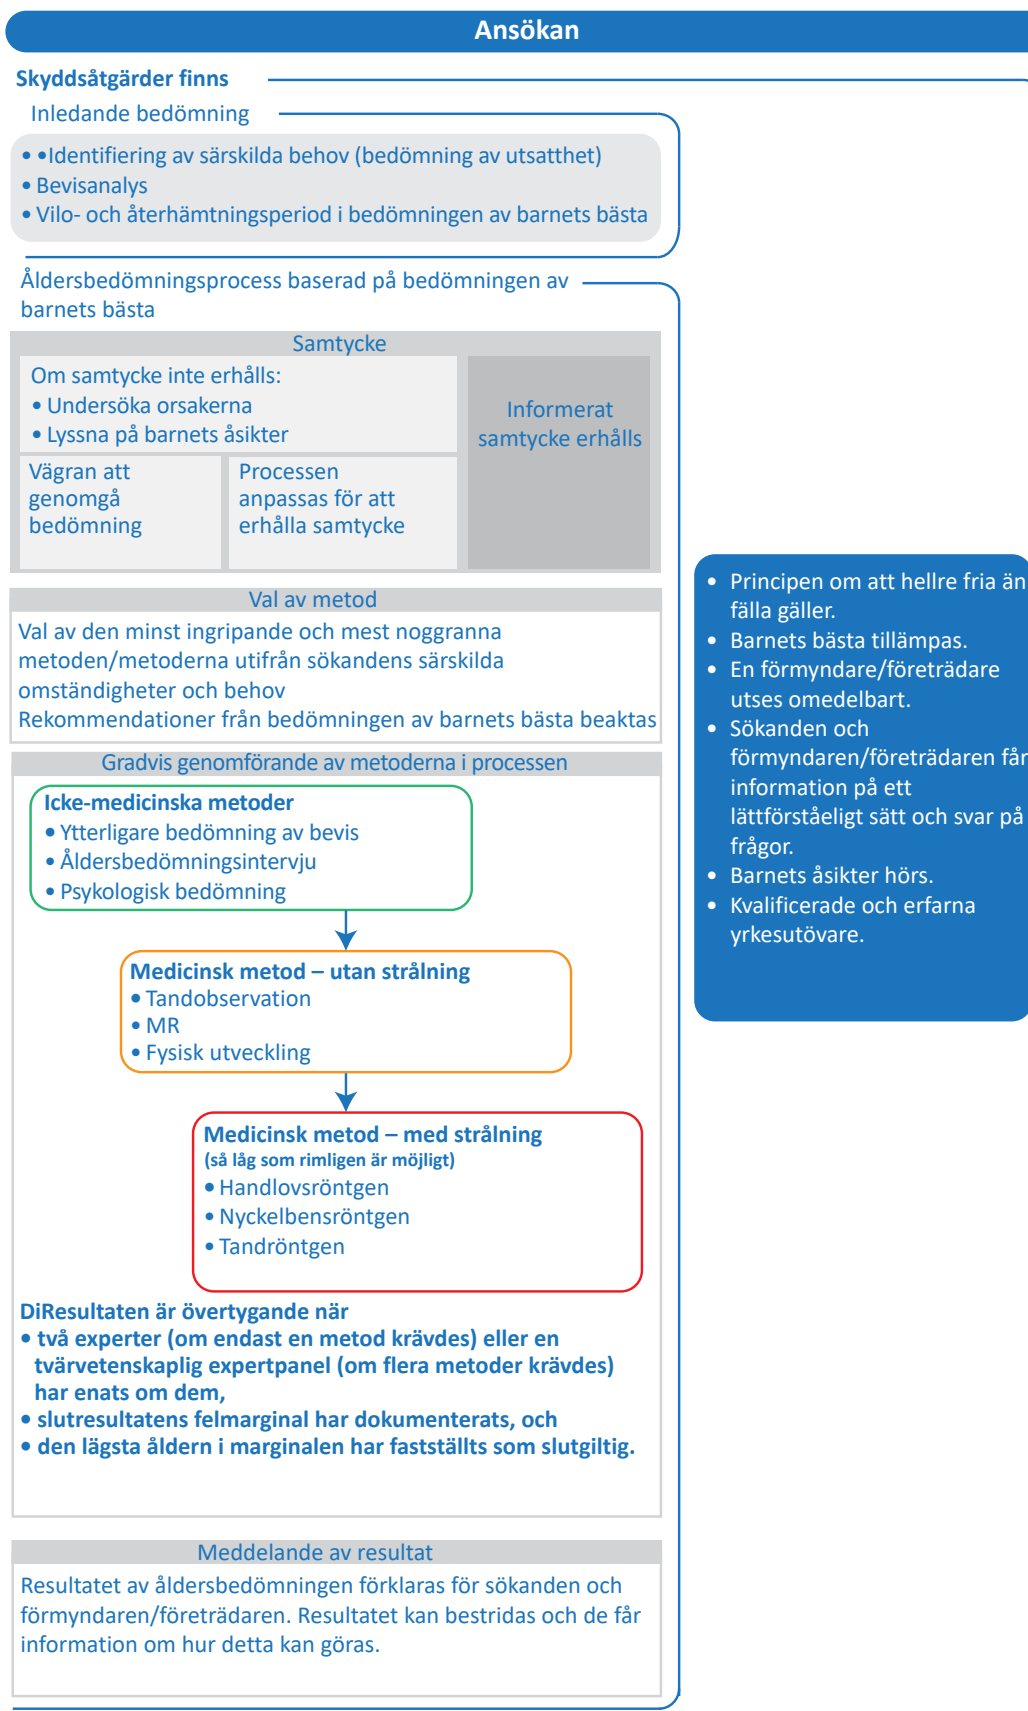 Ansökan
Skyddsåtgärder finns
Inledande bedömning
• •Identifiering av särskilda behov (bedömning av utsatthet)
• Bevisanalys
• Vilo- och återhämtningsperiod i bedömningen av barnets bästa
Åldersbedömningsprocess baserad på bedömningen av
barnets bästa
Samtycke
Om samtycke inte erhålls:
• Undersöka orsakerna
• Lyssna på barnets åsikter
Vägran att
genomgå
bedömning
Processen
anpassas för att
erhålla samtycke
Informerat
samtycke erhålls
Val av metod
Val av den minst ingripande och mest noggranna
metoden/metoderna utifrån sökandens särskilda
omständigheter och behov
Rekommendationer från bedömningen av barnets bästa beaktas
Gradvis genomförande av metoderna i processen
Icke-medicinska metoder
• Ytterligare bedömning av bevis
• Åldersbedömningsintervju
• Psykologisk bedömning
Medicinsk metod – utan strålning
• Tandobservation
• MR
• Fysisk utveckling
Medicinsk metod – med strålning
(så låg som rimligen är möjligt)
• Handlovsröntgen
• Nyckelbensröntgen
• Tandröntgen
DiResultaten är övertygande när
• två experter (om endast en metod krävdes) eller en
tvärvetenskaplig expertpanel (om flera metoder krävdes)
har enats om dem,
• slutresultatens felmarginal har dokumenterats, och
• den lägsta åldern i marginalen har fastställts som slutgiltig.
Meddelande av resultat
Resultatet av åldersbedömningen förklaras för sökanden och
förmyndaren/företrädaren. Resultatet kan bestridas och de får
information om hur detta kan göras.
• Principen om att hellre fria än
fälla gäller.
• Barnets bästa tillämpas.
• En förmyndare/företrädare
utses omedelbart.
• Sökanden och
förmyndaren/företrädaren får
information på ett
lättförståeligt sätt och svar på
frågor.
• Barnets åsikter hörs.
• Kvalificerade och erfarna
yrkesutövare.